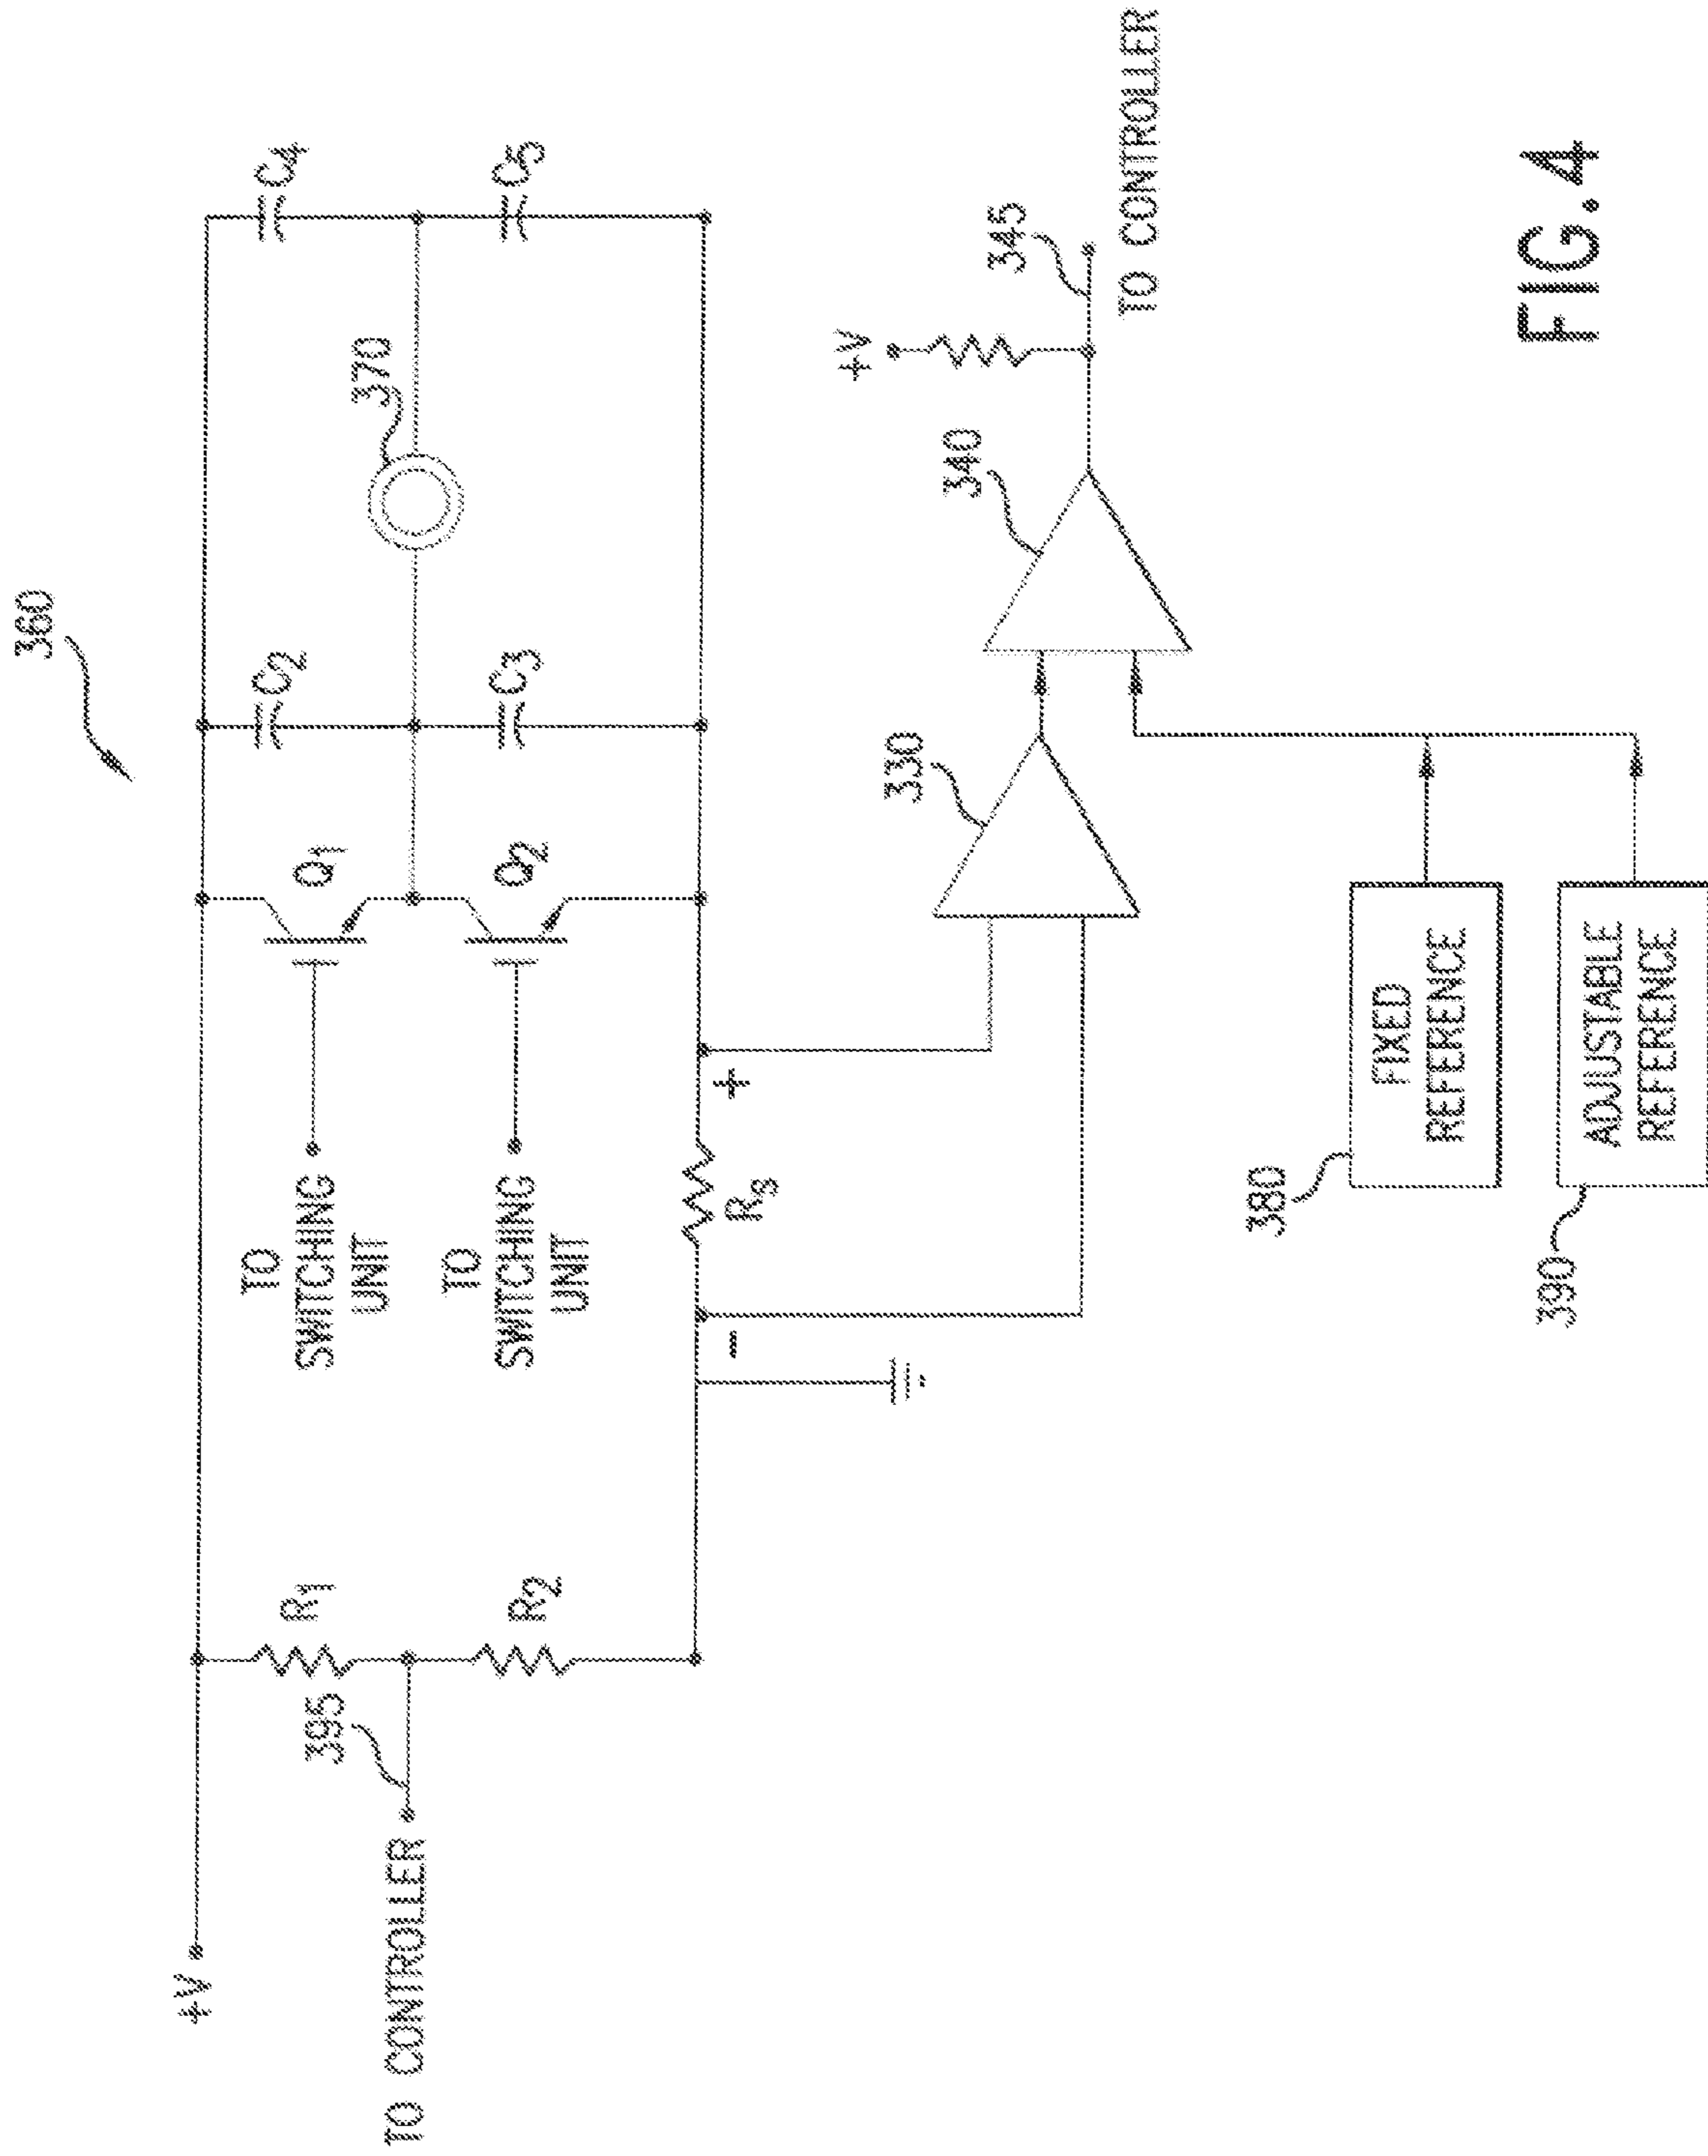 360
+V
TO CONTROLLER
395
R1
R2
TO
SWITCHING
UNIT
TO
SWITCHING
UNIT
Q1
Q2
C2
C3
370
C4
C5
−
+
RS
330
340
+V
345
TO CONTROLLER
380
FIXED
REFERENCE
390
ADJUSTABLE
REFERENCE
FIG.4